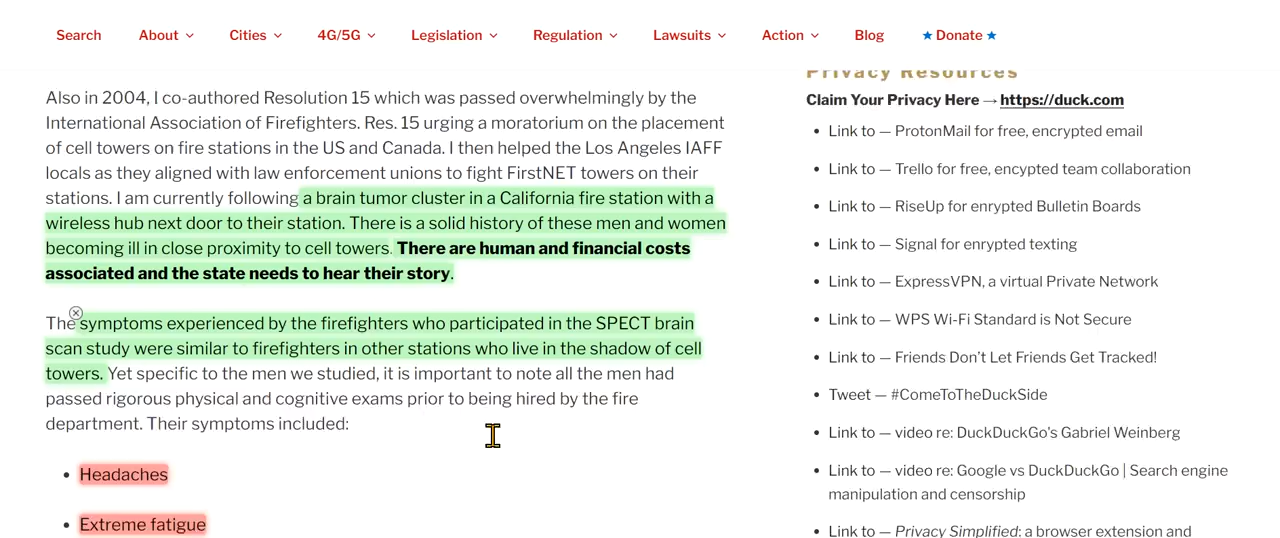 Search About Cities 4G/5G Legislation Regulation Lawsuits Action Blog ★ Donate ★
Also in 2004, I co-authored Resolution 15 which was passed overwhelmingly by the
International Association of Firefighters. Res. 15 urging a moratorium on the placement
of cell towers on fire stations in the US and Canada. I then helped the Los Angeles IAFF
locals as they aligned with law enforcement unions to fight FirstNET towers on their
stations. I am currently following a brain tumor cluster in a California fire station with a
wireless hub next door to their station. There is a solid history of these men and women
becoming ill in close proximity to cell towers. There are human and financial costs
associated and the state needs to hear their story.
The symptoms experienced by the firefighters who participated in the SPECT brain
scan study were similar to firefighters in other stations who live in the shadow of cell
towers. Yet specific to the men we studied, it is important to note all the men had
passed rigorous physical and cognitive exams prior to being hired by the fire
department. Their symptoms included:
• Headaches
• Extreme fatigue
Privacy Resources
Claim Your Privacy Here → https://duck.com
• Link to — ProtonMail for free, encrypted email
• Link to — Trello for free, encypted team collaboration
• Link to — RiseUp for encrypted Bulletin Boards
• Link to — Signal for encrypted texting
• Link to — ExpressVPN, a virtual Private Network
• Link to — WPS Wi-Fi Standard is Not Secure
• Link to — Friends Don't Let Friends Get Tracked!
• Tweet — #ComeToTheDuckSide
• Link to — video re: DuckDuckGo's Gabriel Weinberg
• Link to — video re: Google vs DuckDuckGo | Search engine
manipulation and censorship
• Link to — Privacy Simplified: a browser extension and